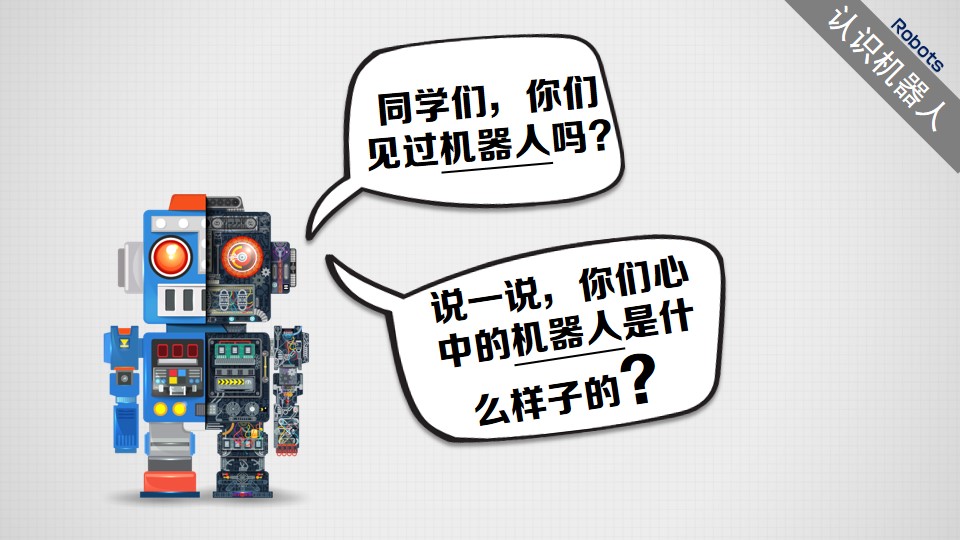 同学们，你们
见过机器人吗？
说一说，你们心
中的机器人是什
么样子的？
Robots
认识机器人